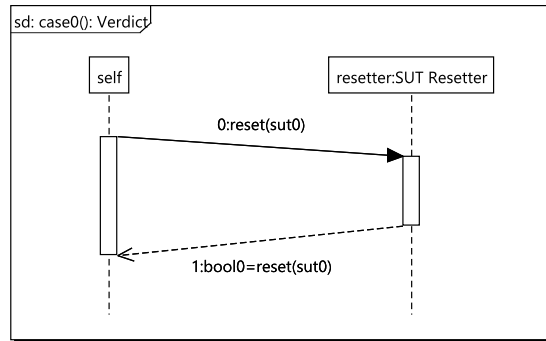 sd: case0(): Verdict
self
resetter:SUT Resetter
0:reset(sut0)
1:bool0=reset(sut0)